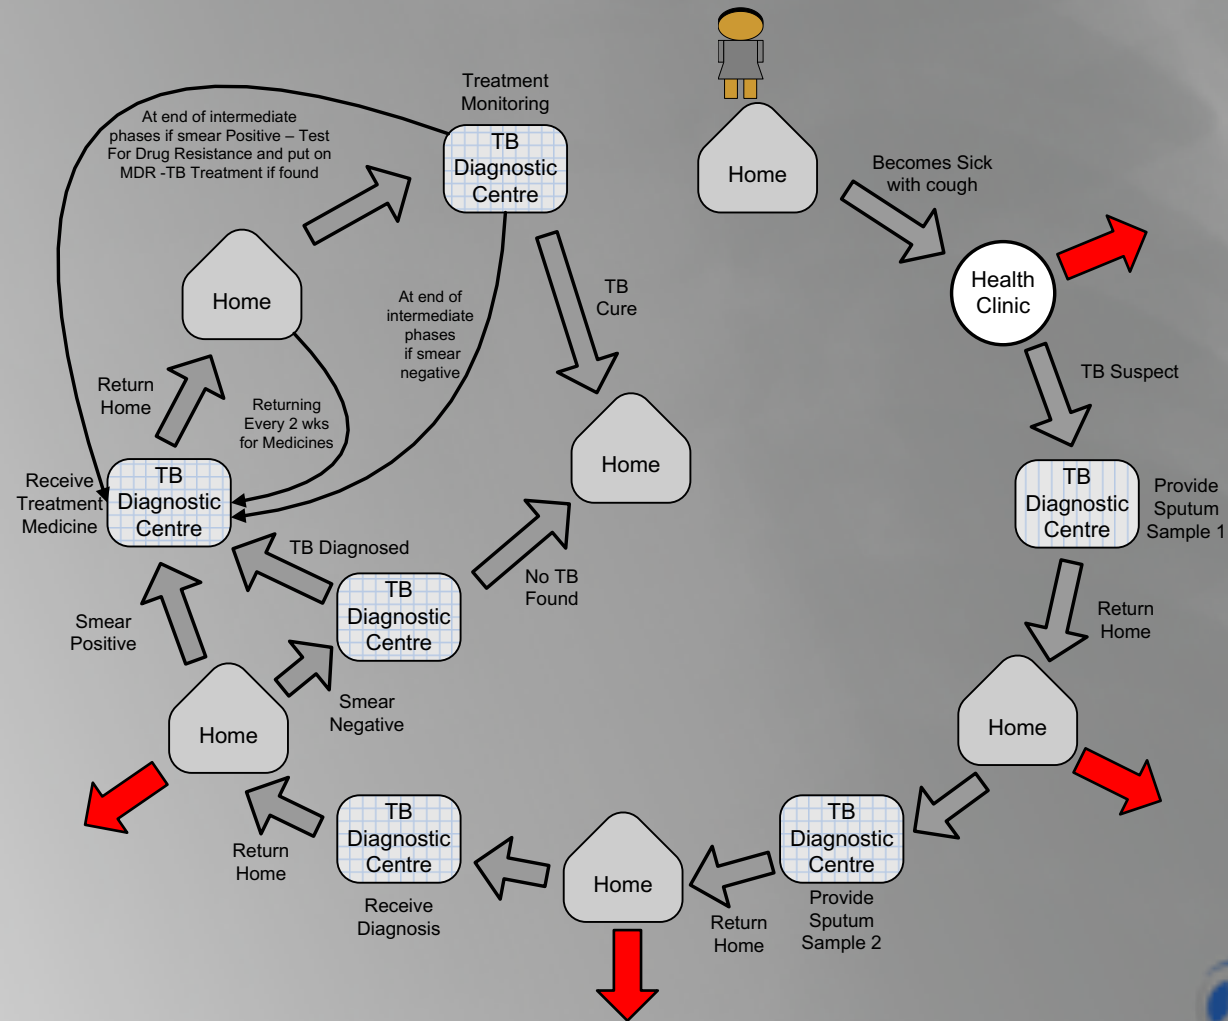 Home
Becomes Sick
with cough
Health
Clinic
TB Suspect
TB
Diagnostic
Centre
Provide
Sputum
Sample 1
Return
Home
Home
TB
Diagnostic
Centre
Provide
Sputum
Sample 2
Return
Home
Home
TB
Diagnostic
Centre
Receive
Diagnosis
Return
Home
Home
Smear
Positive
Smear
Negative
TB
Diagnostic
Centre
TB Diagnosed
No TB
Found
Receive
Treatment
Medicine
TB
Diagnostic
Centre
Return
Home
Home
Returning
Every 2 wks
for Medicines
Treatment
Monitoring
TB
Diagnostic
Centre
At end of intermediate
phases if smear Positive – Test
For Drug Resistance and put on
MDR -TB Treatment if found
At end of
intermediate
phases
if smear
negative
TB
Cure
Home